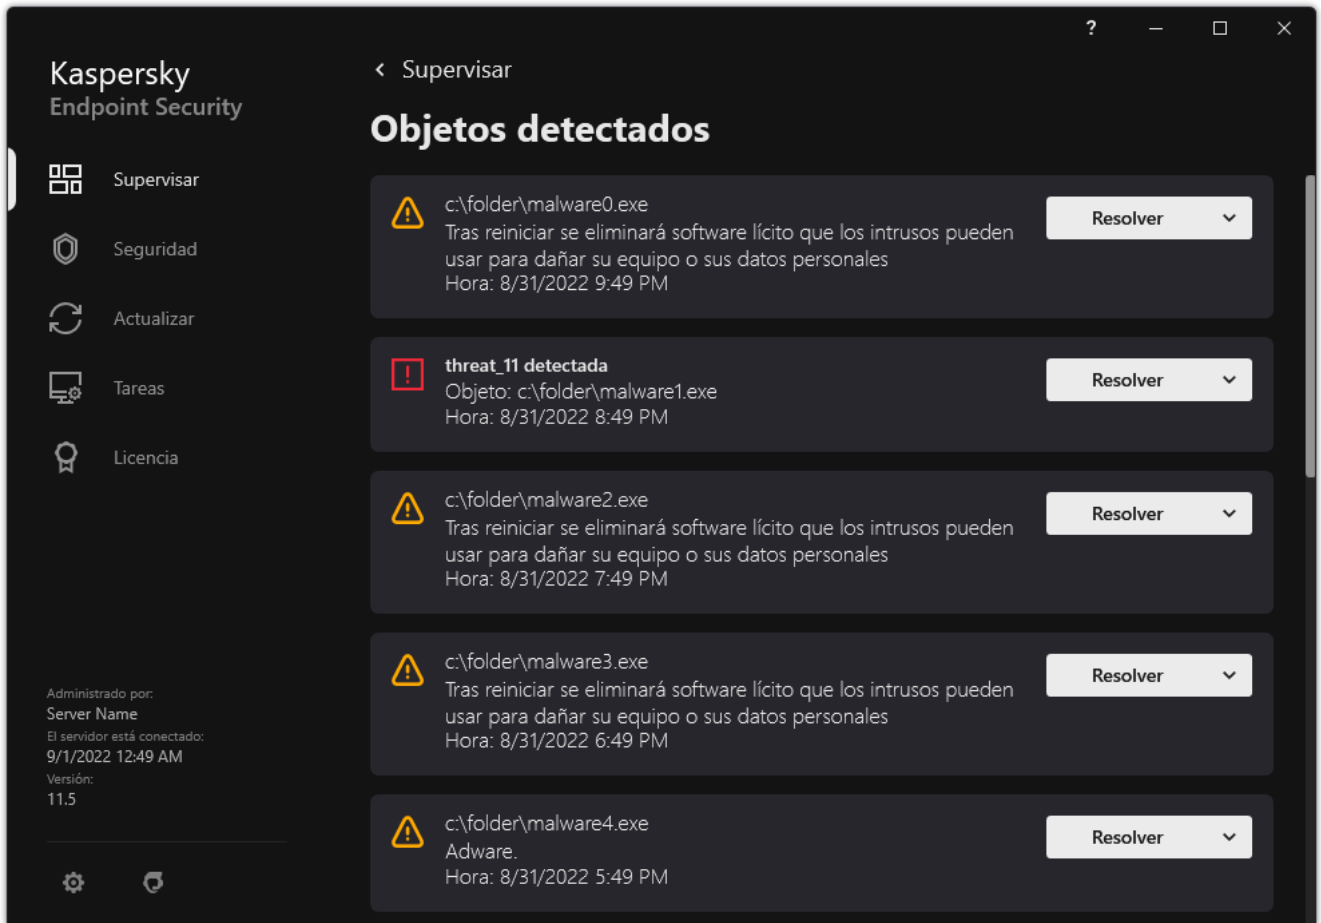 ?
Kaspersky
Endpoint Security
Supervisar
Seguridad
Actualizar
Tareas
Licencia
Administrado por:
Server Name
El servidor está conectado:
9/1/2022 12:49 AM
Versión:
11.5
Supervisar
Objetos detectados
c:\folder\malware0.exe
Tras reiniciar se eliminará software lícito que los intrusos pueden
usar para dañar su equipo o sus datos personales
Hora: 8/31/2022 9:49 PM
Resolver
threat_11 detectada
Objeto: c:\folder\malware1.exe
Hora: 8/31/2022 8:49 PM
Resolver
c:\folder\malware2.exe
Tras reiniciar se eliminará software lícito que los intrusos pueden
usar para dañar su equipo o sus datos personales
Hora: 8/31/2022 7:49 PM
Resolver
c:\folder\malware3.exe
Tras reiniciar se eliminará software lícito que los intrusos pueden
usar para dañar su equipo o sus datos personales
Hora: 8/31/2022 6:49 PM
Resolver
c:\folder\malware4.exe
Adware.
Hora: 8/31/2022 5:49 PM
Resolver